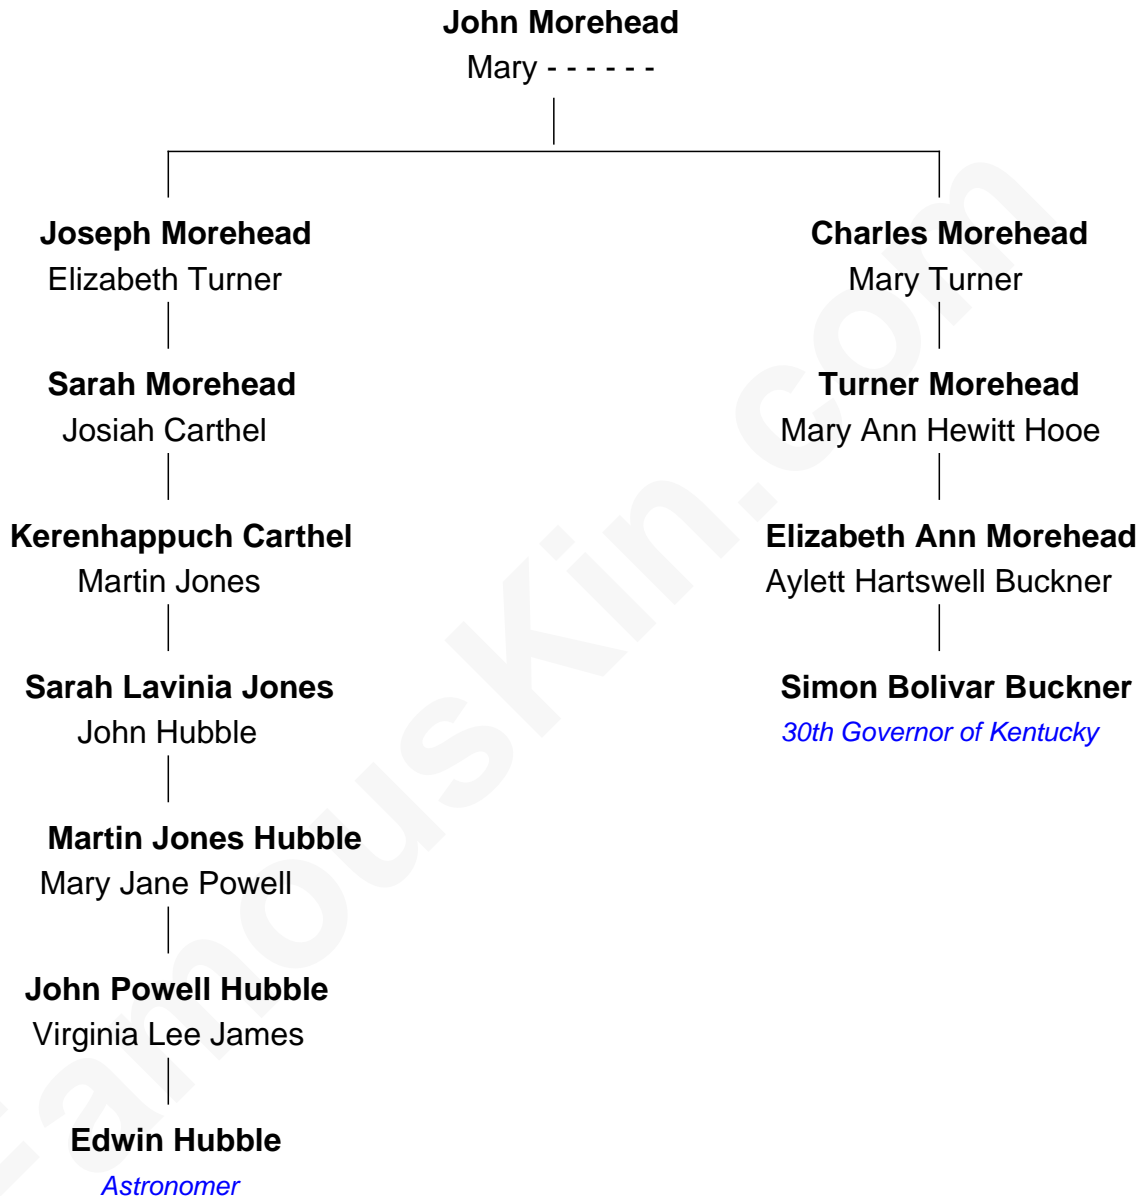 John Morehead
Mary - - - - - -
Joseph Morehead
Elizabeth Turner
Charles Morehead
Mary Turner
Sarah Morehead
Josiah Carthel
Turner Morehead
Mary Ann Hewitt Hooe
Kerenhappuch Carthel
Martin Jones
Elizabeth Ann Morehead
Aylett Hartswell Buckner
Sarah Lavinia Jones
John Hubble
Simon Bolivar Buckner
30th Governor of Kentucky
Martin Jones Hubble
Mary Jane Powell
John Powell Hubble
Virginia Lee James
Edwin Hubble
Astronomer
FamousKin.com